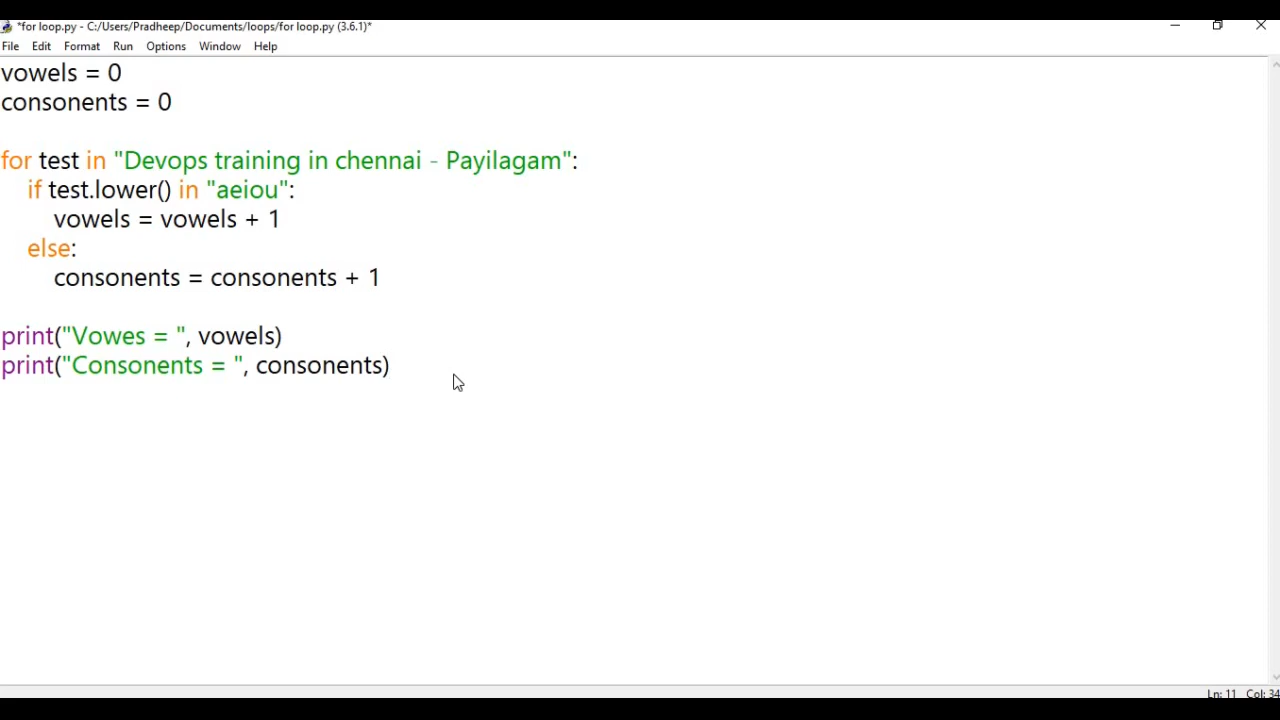 *for loop.py - C:/Users/Pradheep/Documents/loops/for loop.py (3.6.1)*
File Edit Format Run Options Window Help
vowels = 0
consonents = 0
for test in "Devops training in chennai - Payilagam":
if test.lower() in "aeiou":
vowels = vowels + 1
else:
consonents = consonents + 1
print("Vowes = ", vowels)
print("Consonents = ", consonents)
Ln: 11 Col: 34